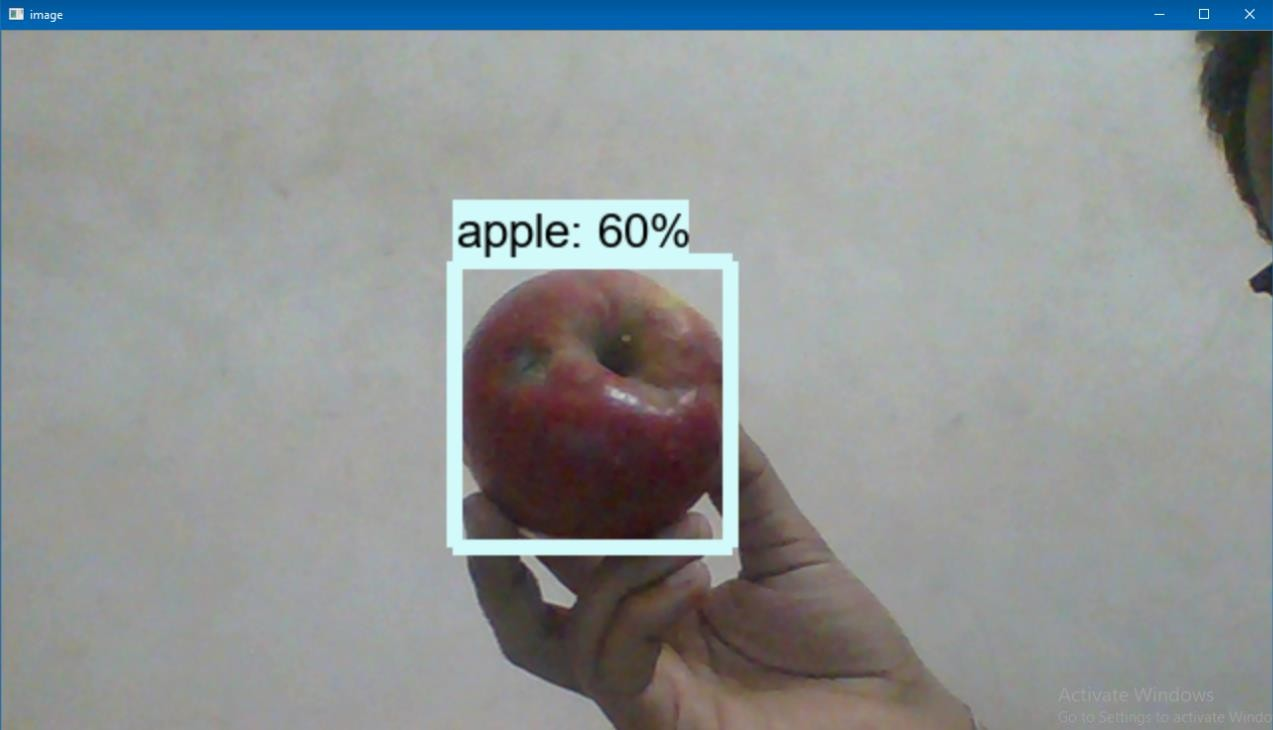 image
apple: 60%
Activate Windows
Go to Settings to activate Windo